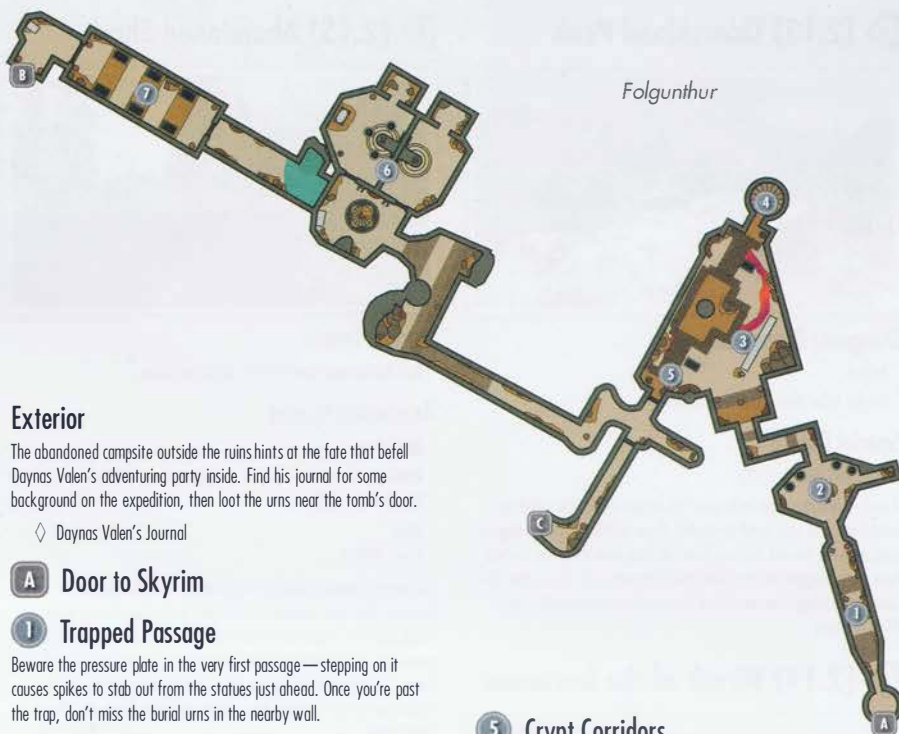 Folgunthur
B
7
6
4
3
5
C
2
1
A
Exterior
The abandoned campsite outside the ruins hints at the fate that befell
Daynas Valen's adventuring party inside. Find his journal for some
background on the expedition, then loot the urns near the tomb's door.
◊ Daynas Valen's Journal
A Door to Skyrim
1 Trapped Passage
Beware the pressure plate in the very first passage—stepping on it
causes spikes to stab out from the statues just ahead. Once you're past
the trap, don't miss the burial urns in the nearby wall.
5 Crypt Corridors